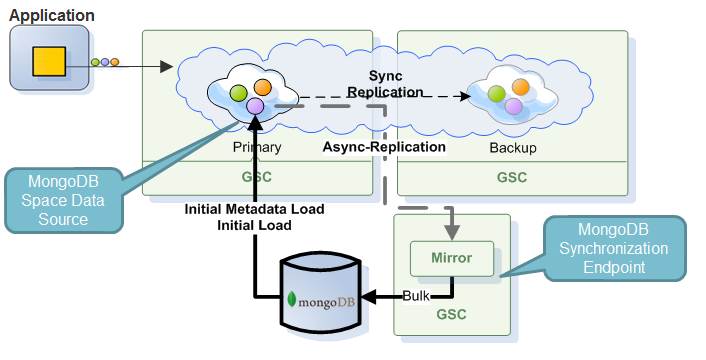 Application
Sync
Replication
Primary
Async-Replication
Backup
GSC
GSC
MongoDB
Space Data
Source
Initial Metadata Load
Initial Load
MongoDB
Synchronization
Endpoint
Mirror
mongoDB
Bulk
GSC